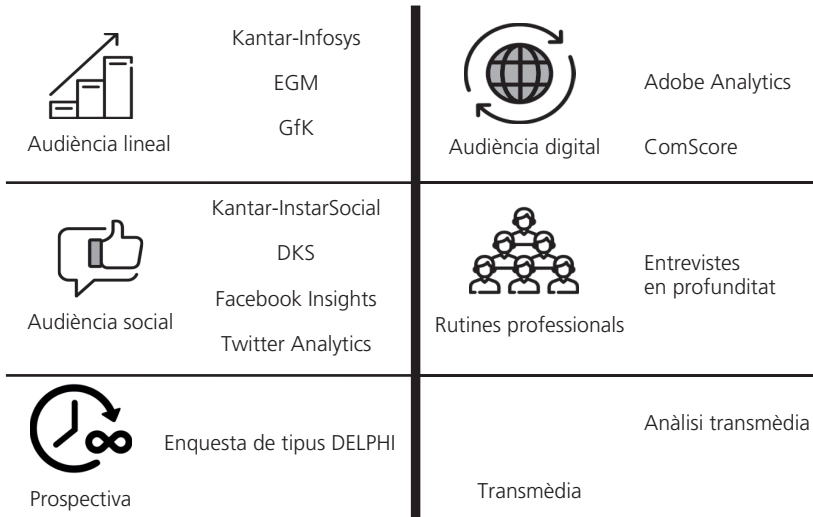 Kantar-Infosys
EGM
GfK
Audiència lineal
Adobe Analytics
ComScore
Audiència digital
Kantar-InstarSocial
DKS
Facebook Insights
Twitter Analytics
Audiència social
Entrevistes
en profunditat
Rutines professionals
Enquesta de tipus DELPHI
Prospectiva
Anàlisi transmèdia
Transmèdia